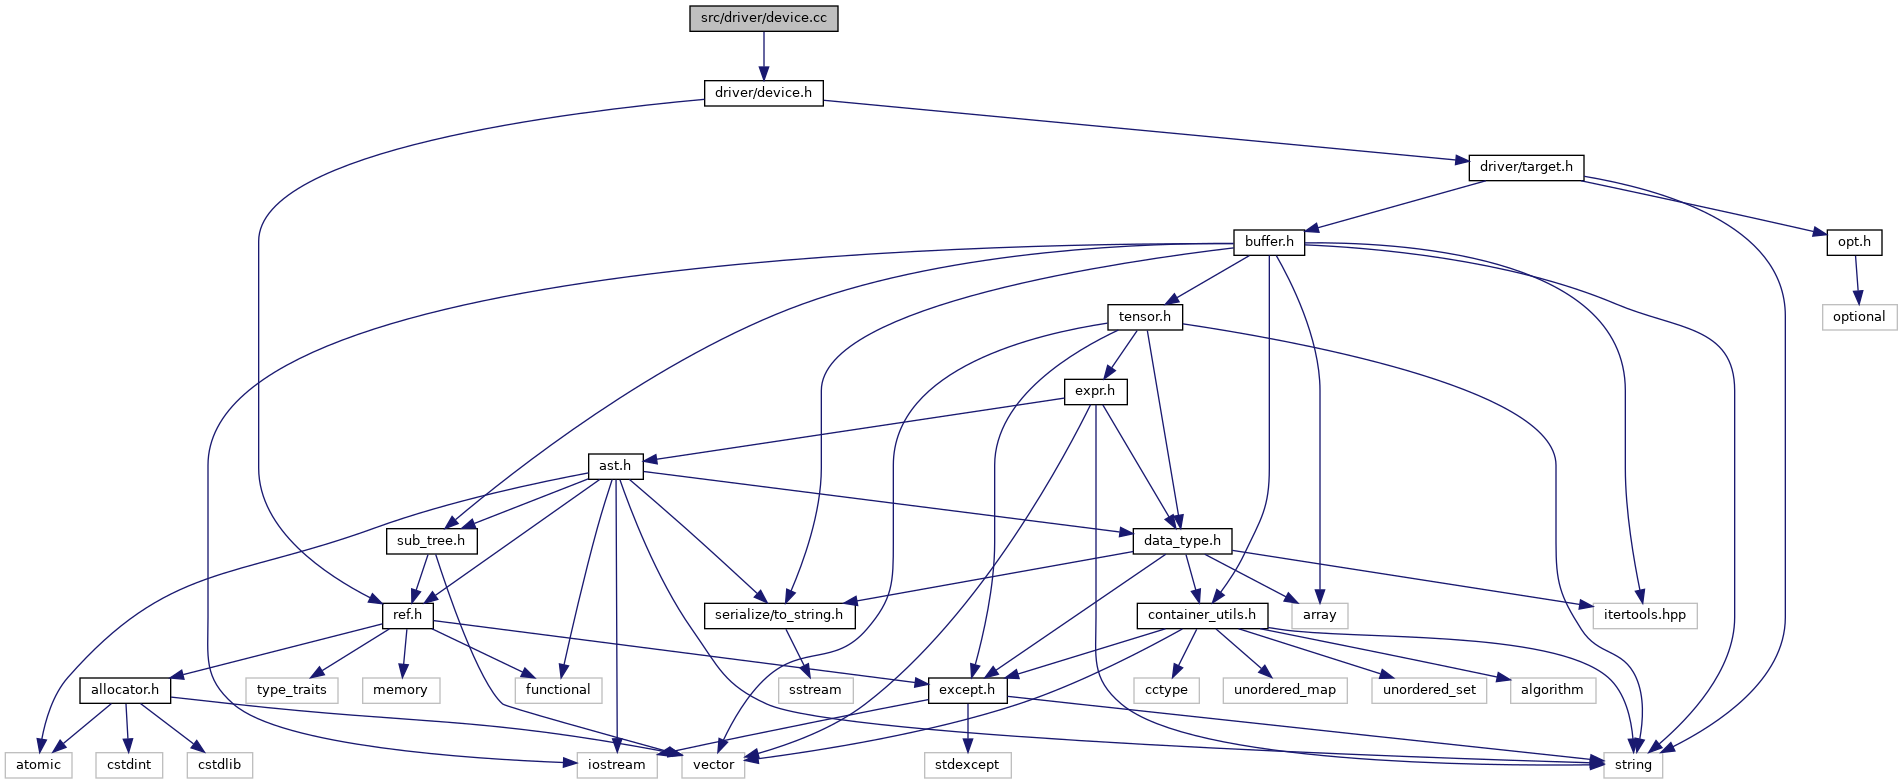 src/driver/device.cc
driver/device.h
driver/target.h
buffer.h
opt.h
tensor.h
optional
expr.h
ast.h
sub_tree.h
data_type.h
ref.h
serialize/to_string.h
container_utils.h
array
itertools.hpp
allocator.h
type_traits
memory
functional
sstream
except.h
cctype
unordered_map
unordered_set
algorithm
atomic
cstdint
cstdlib
iostream
vector
stdexcept
string